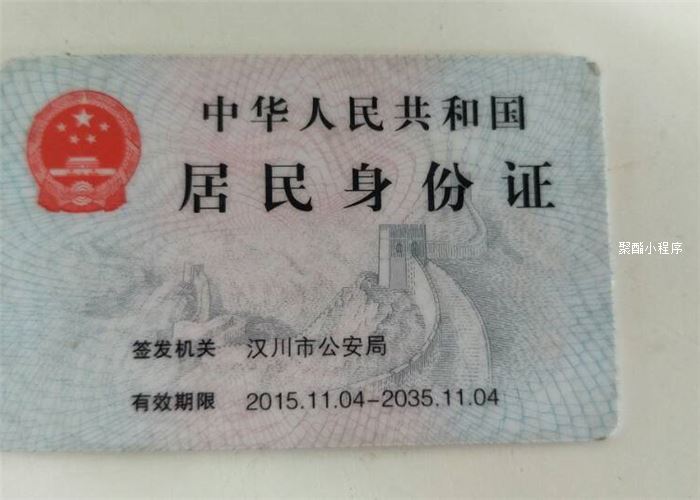 中华人民共和国
居民身份证
聚酯小程序
签发机关 汉川市公安局
有效期限 2015.11.04-2035.11.04